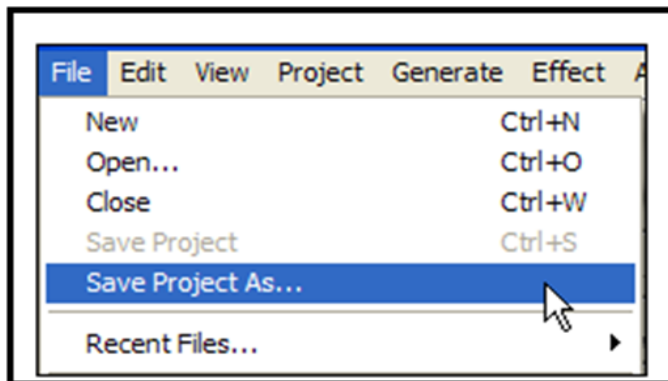 File Edit View Project Generate Effect A
New Ctrl+N
Open... Ctrl+O
Close Ctrl+W
Save Project Ctrl+S
Save Project As...
Recent Files...